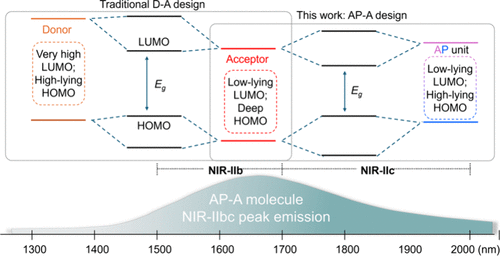 Traditional D-A design
This work: AP-A design
Donor
Very high
LUMO;
High-lying
HOMO
LUMO
Eg
HOMO
Acceptor
Low-lying
LUMO;
Deep
HOMO
Eg
AP unit
Low-lying
LUMO;
High-lying
HOMO
NIR-IIb
NIR-IIc
AP-A molecule
NIR-IIbc peak emission
1300 1400 1500 1600 1700 1800 1900 2000 (nm)